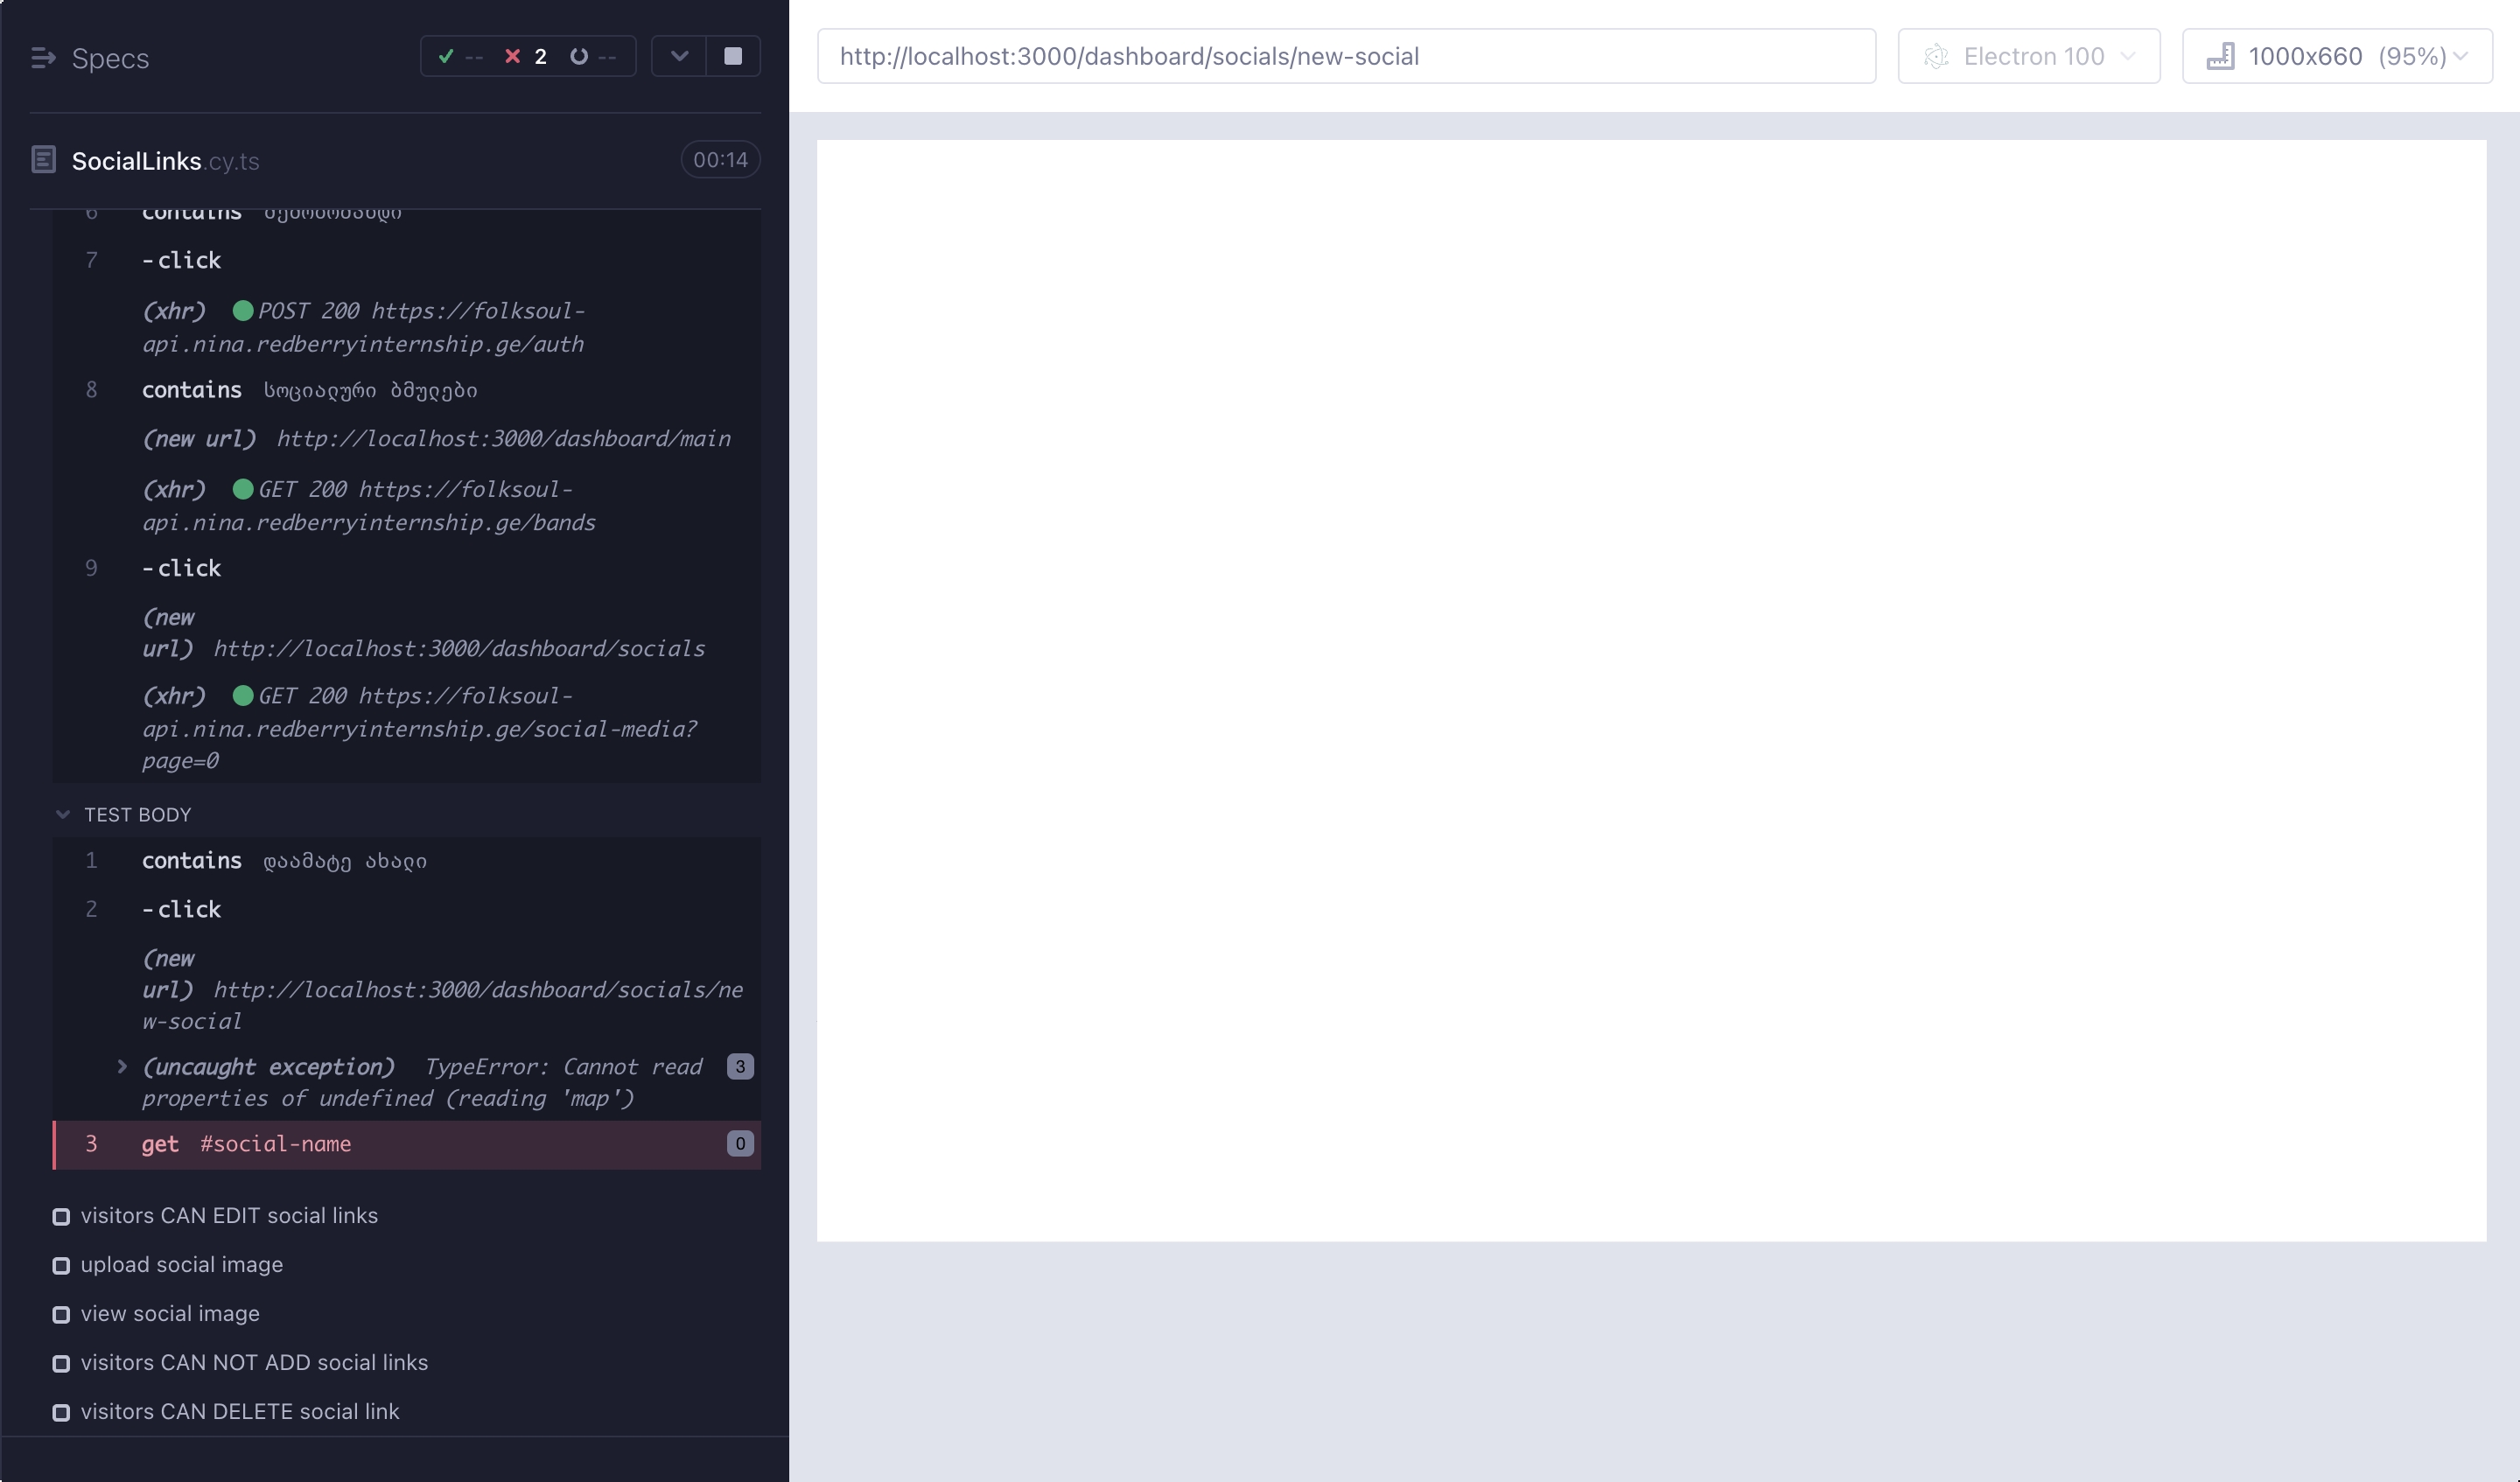 Specs
-- 2 --
SocialLinks.cy.ts 00:14
6 contains
7 -click
(xhr) POST 200 https://folksoul-
api.nina.redberryinternship.ge/auth
8 contains სოციალური ბმულები
(new url) http://localhost:3000/dashboard/main
(xhr) GET 200 https://folksoul-
api.nina.redberryinternship.ge/bands
9 -click
(new
url) http://localhost:3000/dashboard/socials
(xhr) GET 200 https://folksoul-
api.nina.redberryinternship.ge/social-media?
page=0
TEST BODY
1 contains დაამატე ახალი
2 -click
(new
url) http://localhost:3000/dashboard/socials/ne
w-social
(uncaught exception) TypeError: Cannot read 3
properties of undefined (reading 'map')
3 get #social-name 0
visitors CAN EDIT social links
upload social image
view social image
visitors CAN NOT ADD social links
visitors CAN DELETE social link
http://localhost:3000/dashboard/socials/new-social
Electron 100
1000x660 (95%)